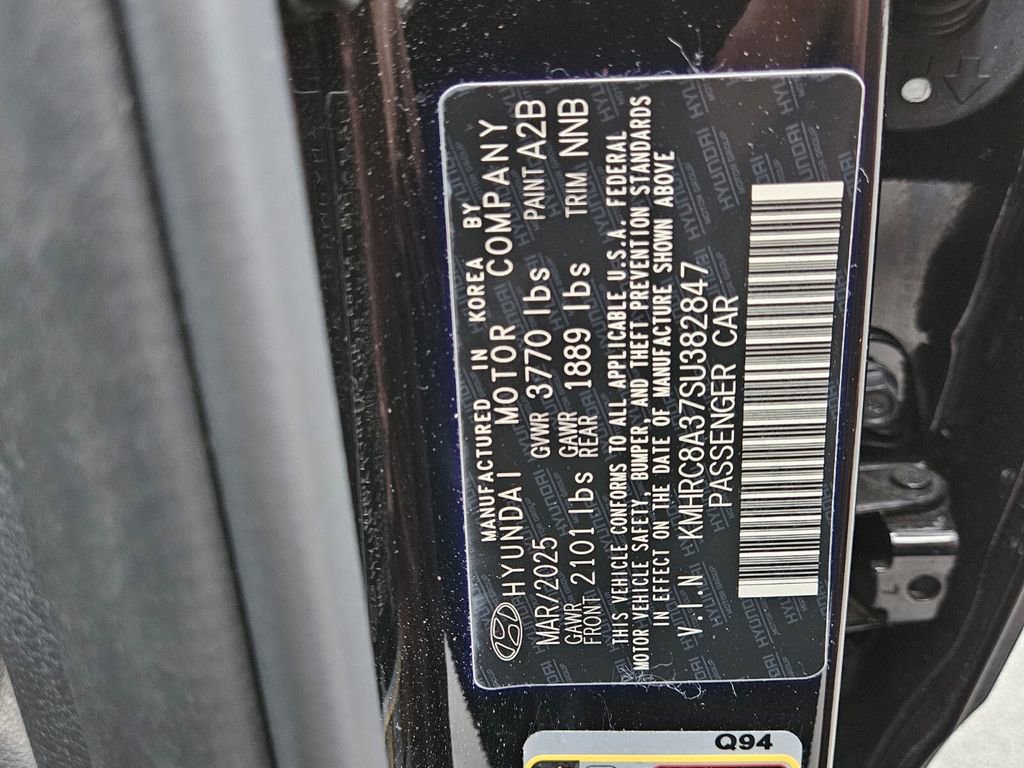 MANUFACTURED IN KOREA BY
HYUNDAI MOTOR COMPANY
MAR/2025 GVWR 3770 lbs PAINT A2B
GAWR FRONT 2101 lbs GAWR REAR 1889 lbs TRIM NNB
THIS VEHICLE CONFORMS TO ALL APPLICABLE U.S.A. FEDERAL
MOTOR VEHICLE SAFETY, BUMPER, AND THEFT PREVENTION STANDARDS
IN EFFECT ON THE DATE OF MANUFACTURE SHOWN ABOVE
V.I.N KMHRC8A37SU382847
PASSENGER CAR
Q94